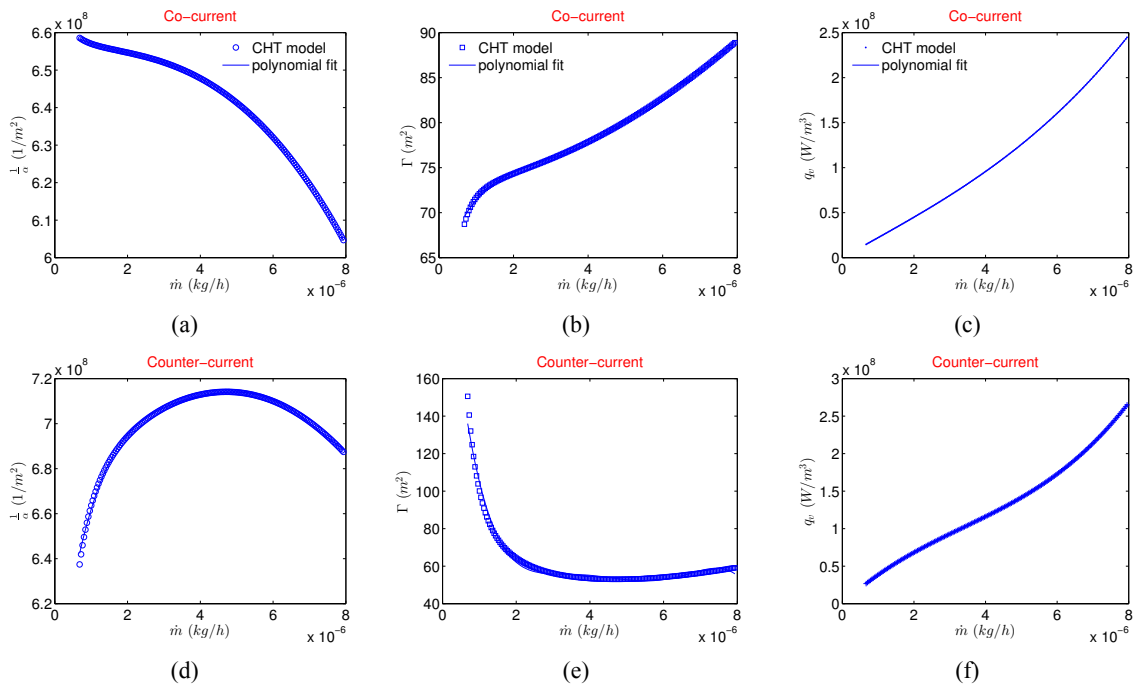 Co−current
x 10^8
6.6
6.5
6.4
6.3
6.2
6.1
6
1/α (1/m²)
CHT model
polynomial fit
0 2 4 6 8
x 10^−6
ṁ (kg/h)
(a)
Co−current
90
85
80
75
70
65
Γ (m²)
CHT model
polynomial fit
0 2 4 6 8
x 10^−6
ṁ (kg/h)
(b)
Co−current
x 10^8
2.5
2
1.5
1
0.5
0
q_v (W/m³)
CHT model
polynomial fit
0 2 4 6 8
x 10^−6
ṁ (kg/h)
(c)
Counter−current
x 10^8
7.2
7
6.8
6.6
6.4
6.2
1/α (1/m²)
0 2 4 6 8
x 10^−6
ṁ (kg/h)
(d)
Counter−current
160
140
120
100
80
60
40
Γ (m²)
0 2 4 6 8
x 10^−6
ṁ (kg/h)
(e)
Counter−current
x 10^8
3
2.5
2
1.5
1
0.5
0
q_v (W/m³)
0 2 4 6 8
x 10^−6
ṁ (kg/h)
(f)